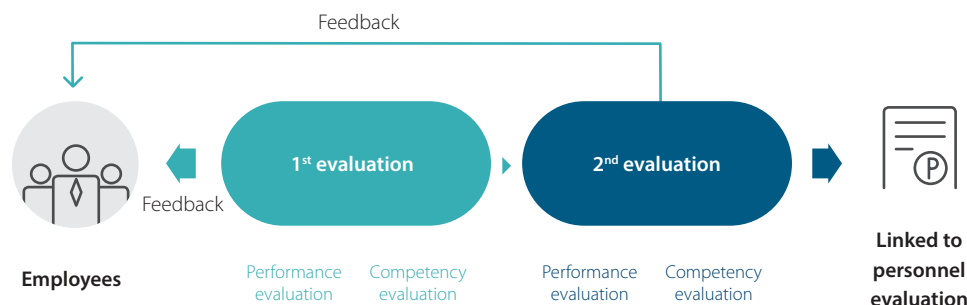 Feedback
1st evaluation
2nd evaluation
P
Feedback
Employees
Performance
evaluation
Competency
evaluation
Performance
evaluation
Competency
evaluation
Linked to
personnel
evaluation